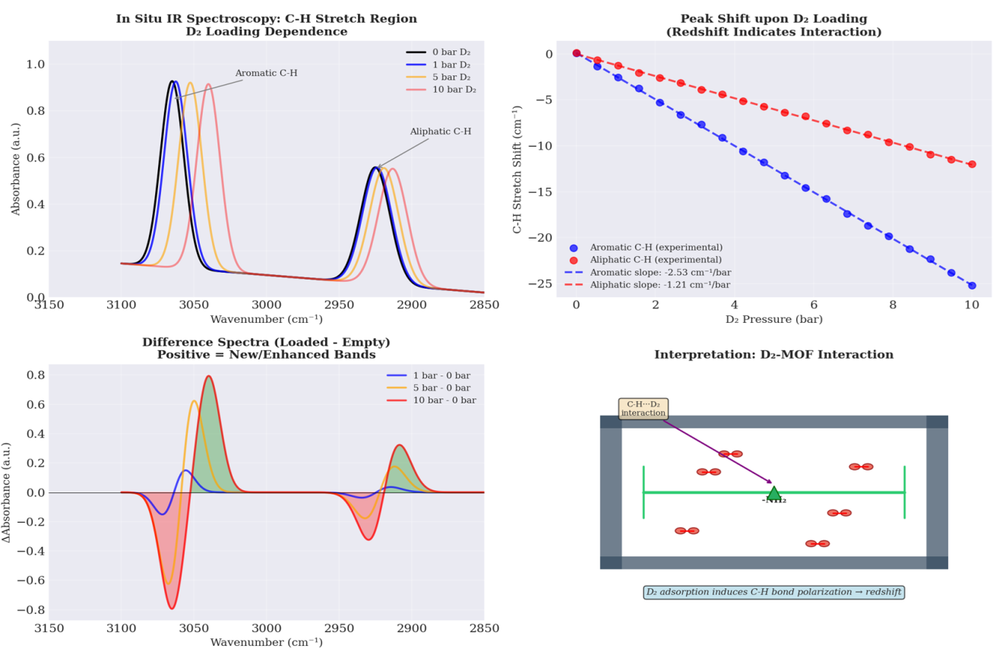 In Situ IR Spectroscopy: C-H Stretch Region
D₂ Loading Dependence
Absorbance (a.u.)
1.0
0.8
0.6
0.4
0.2
0.0
0 bar D₂
1 bar D₂
5 bar D₂
10 bar D₂
Aromatic C-H
Aliphatic C-H
3150
3100
3050
3000
2950
2900
2850
Wavenumber (cm⁻¹)
Peak Shift upon D₂ Loading
(Redshift Indicates Interaction)
C-H Stretch Shift (cm⁻¹)
0
−5
−10
−15
−20
−25
Aromatic C-H (experimental)
Aliphatic C-H (experimental)
Aromatic slope: -2.53 cm⁻¹/bar
Aliphatic slope: -1.21 cm⁻¹/bar
0
2
4
6
8
10
D₂ Pressure (bar)
Difference Spectra (Loaded - Empty)
Positive = New/Enhanced Bands
ΔAbsorbance (a.u.)
0.8
0.6
0.4
0.2
0.0
−0.2
−0.4
−0.6
−0.8
1 bar - 0 bar
5 bar - 0 bar
10 bar - 0 bar
3150
3100
3050
3000
2950
2900
2850
Wavenumber (cm⁻¹)
Interpretation: D₂-MOF Interaction
C-H···D₂
interaction
-NH₂
D₂ adsorption induces C-H bond polarization → redshift